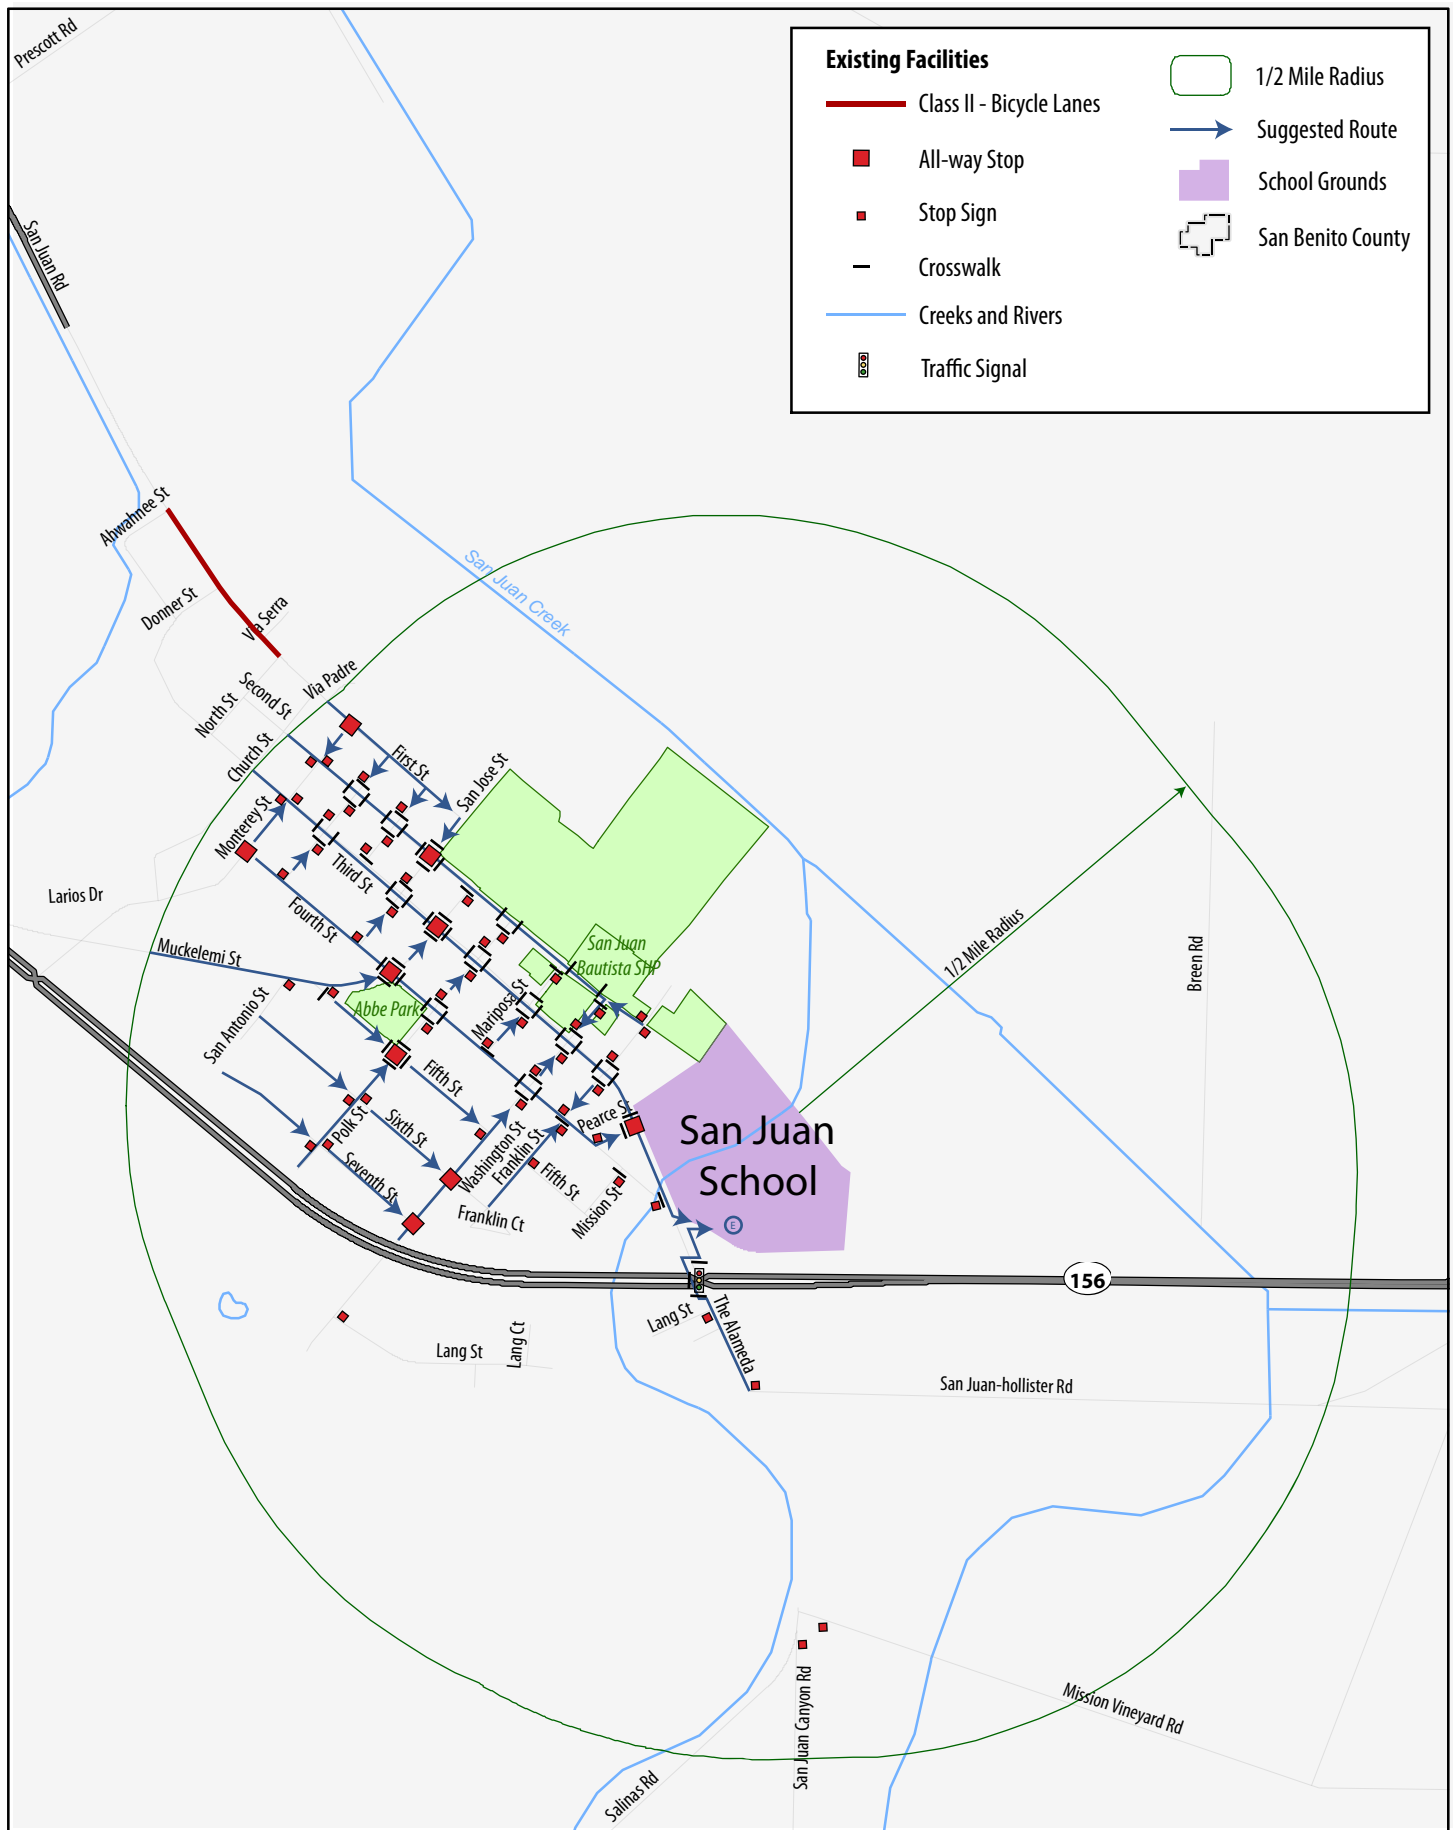 Prescott Rd
Existing Facilities
Class II - Bicycle Lanes
All-way Stop
Stop Sign
Crosswalk
Creeks and Rivers
Traffic Signal
1/2 Mile Radius
Suggested Route
School Grounds
San Benito County
San Juan Rd
Ahwahnee St
San Juan Creek
Donner St
Via Serra
Via Padre
Second St
North St
Church St
First St
San Jose St
Monterey St
Third St
Larios Dr
Fourth St
Muckelemi St
San Juan
Bautista SHP
1/2 Mile Radius
Breen Rd
Abbe Park
Mariposa St
San Antonio St
Fifth St
Polk St
Sixth St
Pearce St
San Juan
School
Washington St
Franklin St
Fifth St
Seventh St
Mission St
Franklin Ct
E
156
Lang St
The Alameda
Lang St
Lang Ct
San Juan-hollister Rd
San Juan Canyon Rd
Mission Vineyard Rd
Salinas Rd